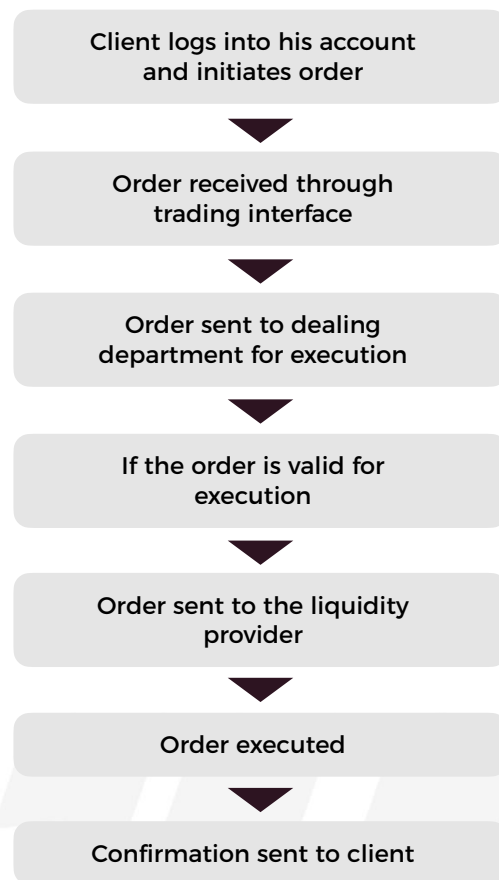 Client logs into his account
and initiates order
Order received through
trading interface
Order sent to dealing
department for execution
If the order is valid for
execution
Order sent to the liquidity
provider
Order executed
Confirmation sent to client